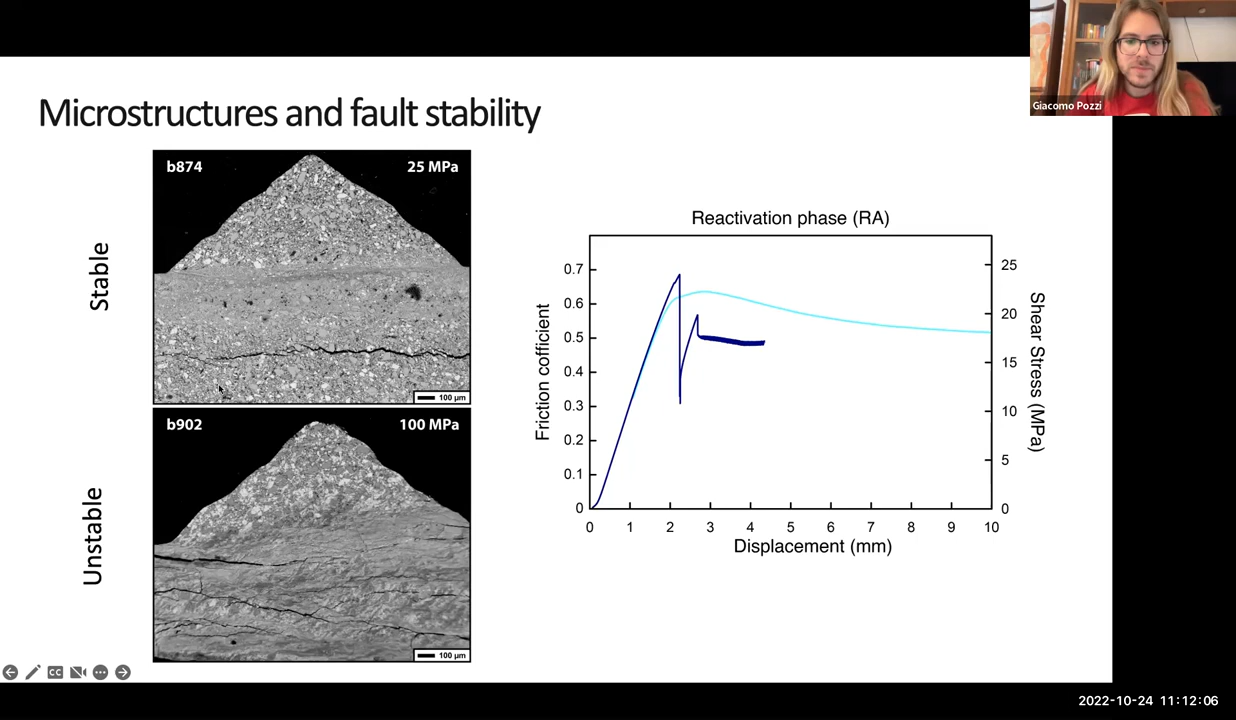 Giacomo Pozzi
Microstructures and fault stability
Stable
b874
25 MPa
100 µm
Unstable
b902
100 MPa
100 µm
Reactivation phase (RA)
Friction cofficient
0.7
0.6
0.5
0.4
0.3
0.2
0.1
0
25
20
15
10
5
0
Shear Stress (MPa)
0 1 2 3 4 5 6 7 8 9 10
Displacement (mm)
CC
2022-10-24 11:12:06